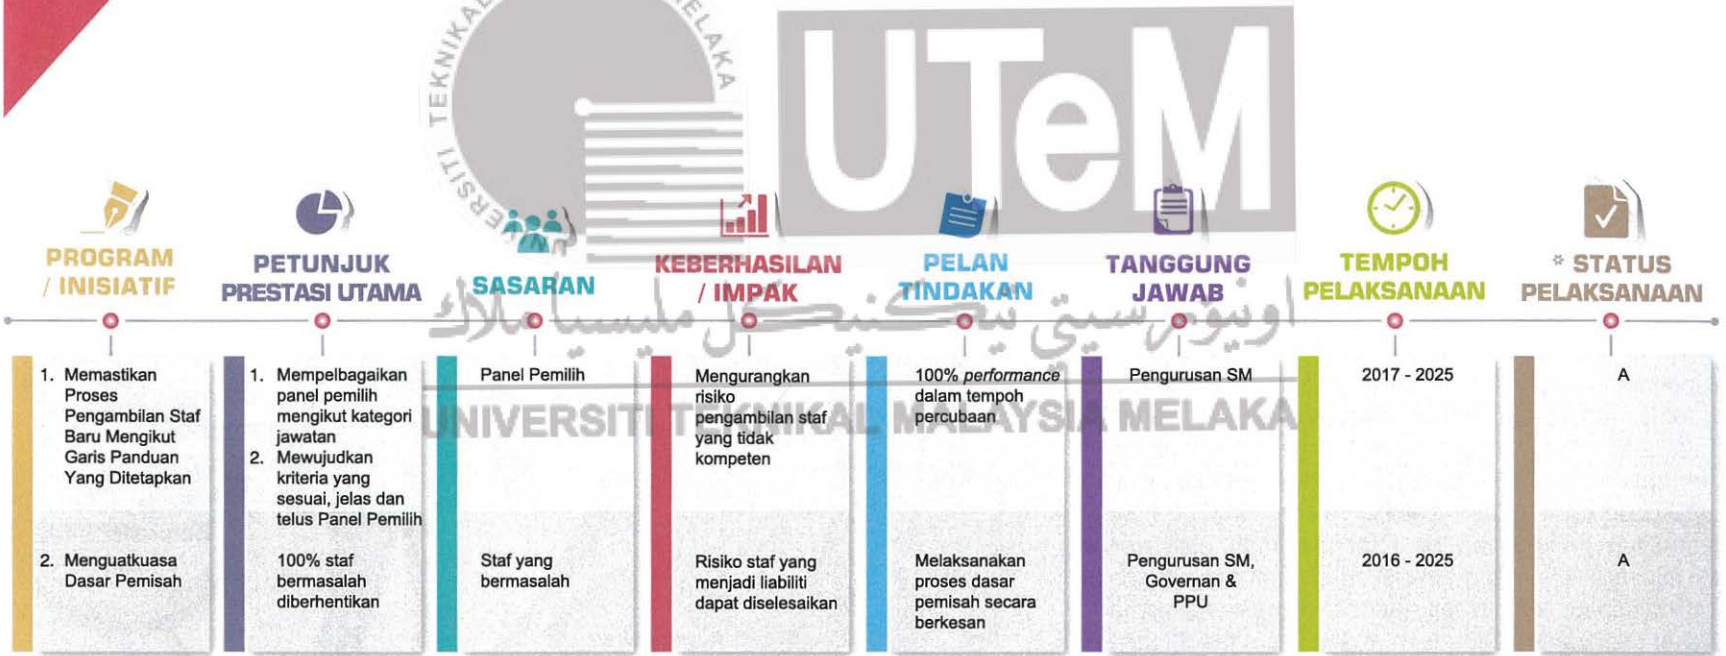 UNIVERSITI TEKNIKAL MALAYSIA MELAKA
UTeM
اونيۏرسيتي تيكنيكل مليسيا ملاك
PROGRAM
/ INISIATIF
PETUNJUK
PRESTASI UTAMA
SASARAN
KEBERHASILAN
/ IMPAK
PELAN
TINDAKAN
TANGGUNG
JAWAB
TEMPOH
PELAKSANAAN
* STATUS
PELAKSANAAN
1. Memastikan
Proses
Pengambilan Staf
Baru Mengikut
Garis Panduan
Yang Ditetapkan
1. Mempelbagaikan
panel pemilih
mengikut kategori
jawatan
2. Mewujudkan
kriteria yang
sesuai, jelas dan
telus Panel Pemilih
Panel Pemilih
Mengurangkan
risiko
pengambilan staf
yang tidak
kompeten
100% performance
dalam tempoh
percubaan
Pengurusan SM
2017 - 2025
A
2. Menguatkuasa
Dasar Pemisah
100% staf
bermasalah
diberhentikan
Staf yang
bermasalah
Risiko staf yang
menjadi liabiliti
dapat diselesaikan
Melaksanakan
proses dasar
pemisah secara
berkesan
Pengurusan SM,
Governan &
PPU
2016 - 2025
A